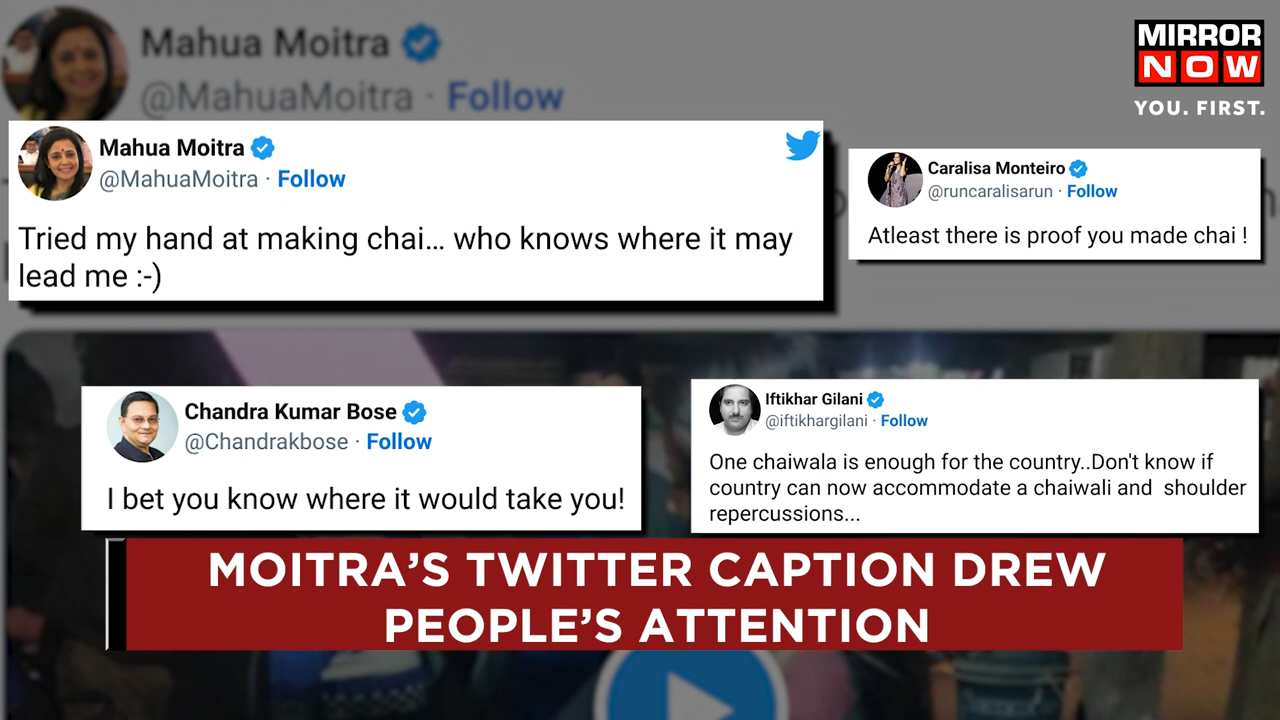 Mahua Moitra
@MahuaMoitra · Follow
MIRROR
NOW
YOU. FIRST.
Mahua Moitra
@MahuaMoitra · Follow
Tried my hand at making chai... who knows where it may
lead me :-)
Caralisa Monteiro
@runcaralisarun · Follow
Atleast there is proof you made chai !
Chandra Kumar Bose
@Chandrakbose · Follow
I bet you know where it would take you!
Iftikhar Gilani
@iftikhargilani · Follow
One chaiwala is enough for the country..Don't know if
country can now accommodate a chaiwali and shoulder
repercussions...
MOITRA'S TWITTER CAPTION DREW
PEOPLE'S ATTENTION